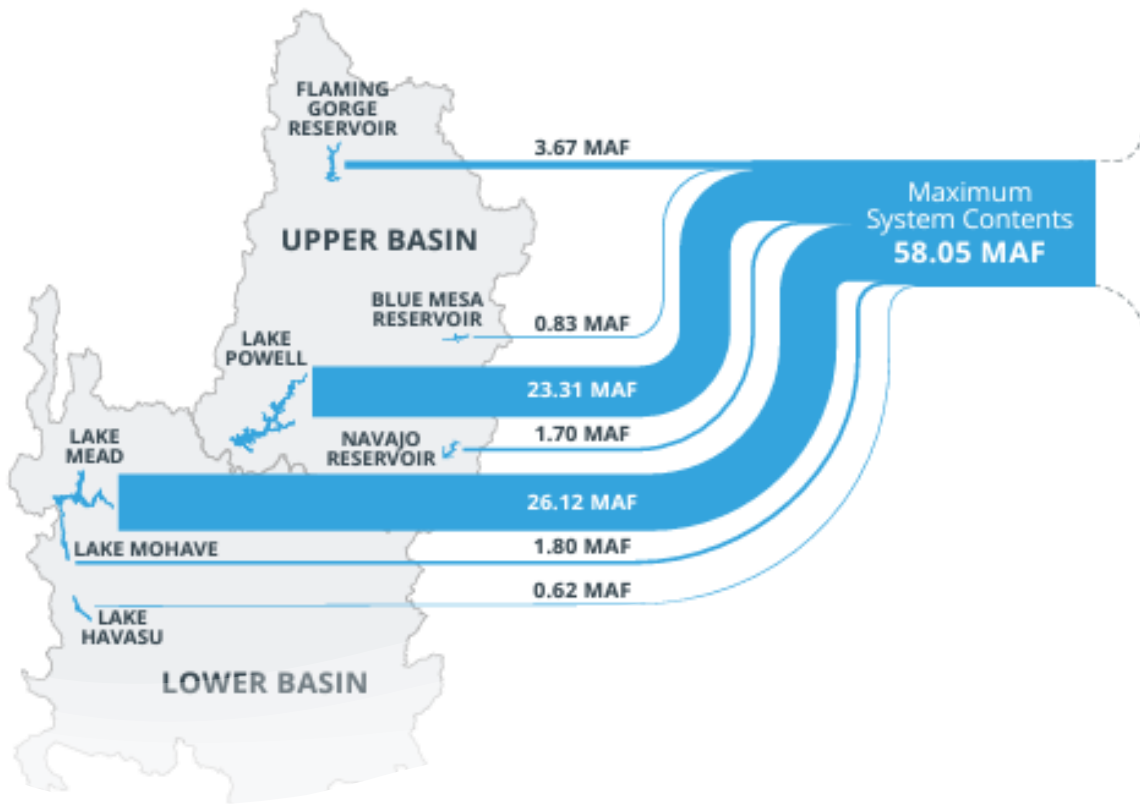 FLAMING
GORGE
RESERVOIR
3.67 MAF
Maximum
System Contents
58.05 MAF
UPPER BASIN
BLUE MESA
RESERVOIR
0.83 MAF
LAKE
POWELL
23.31 MAF
NAVAJO
RESERVOIR
1.70 MAF
LAKE
MEAD
26.12 MAF
LAKE MOHAVE
1.80 MAF
0.62 MAF
LAKE
HAVASU
LOWER BASIN